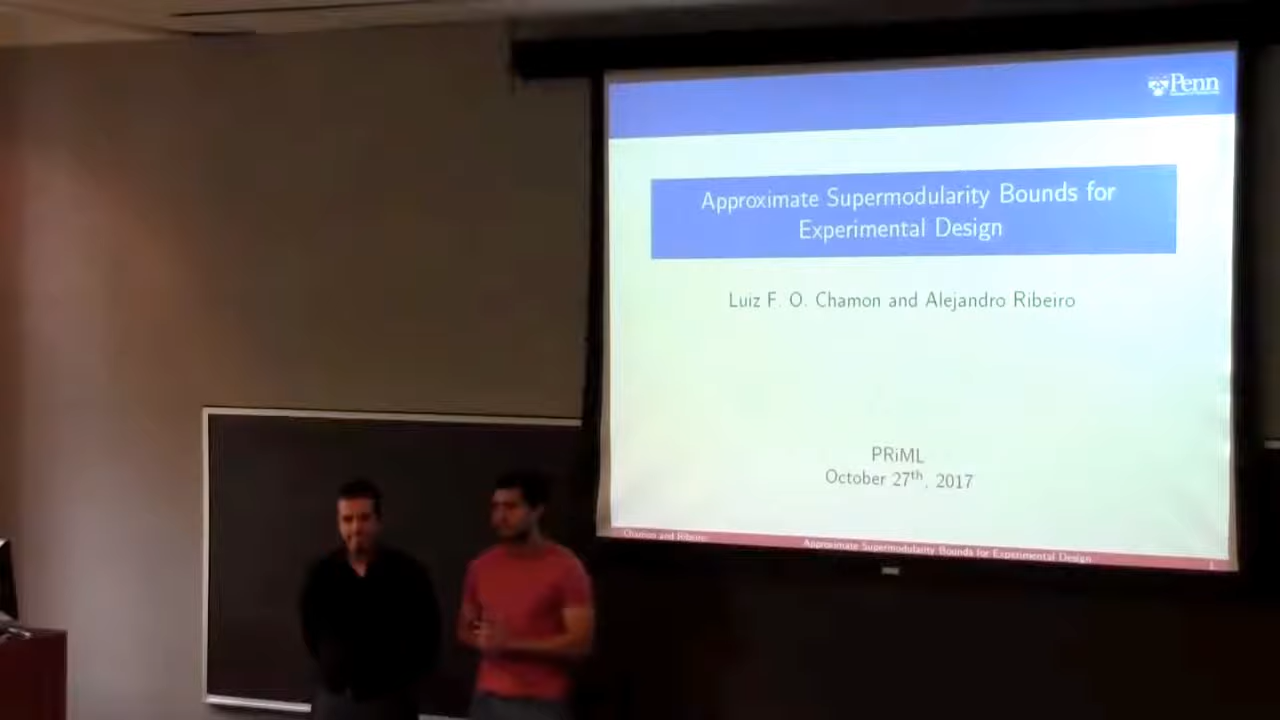 Penn
Approximate Supermodularity Bounds for
Experimental Design
Luiz F. O. Chamon and Alejandro Ribeiro
PRiML
October 27th, 2017
Chamon and Ribeiro
Approximate Supermodularity Bounds for Experimental Design
1